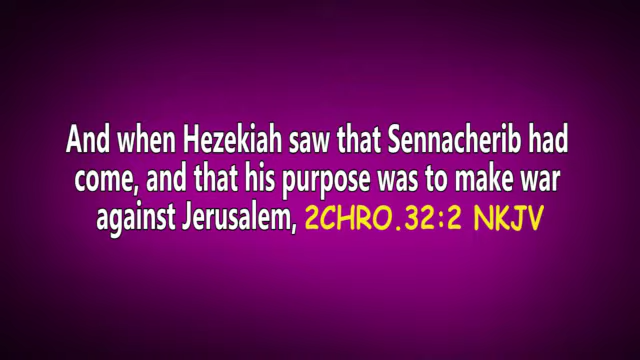 And when Hezekiah saw that Sennacherib had
come, and that his purpose was to make war
against Jerusalem, 2CHRO.32:2 NKJV